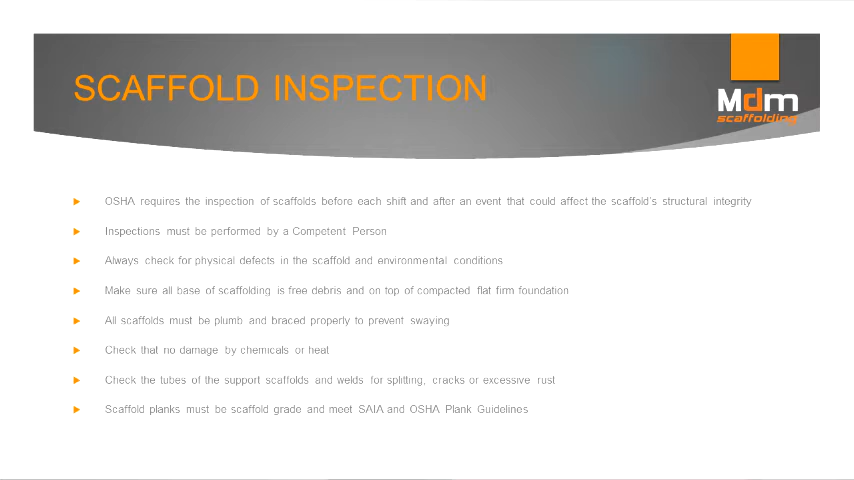 SCAFFOLD INSPECTION
Mdm
scaffolding
OSHA requires the inspection of scaffolds before each shift and after an event that could affect the scaffold's structural integrity
Inspections must be performed by a Competent Person
Always check for physical defects in the scaffold and environmental conditions
Make sure all base of scaffolding is free debris and on top of compacted flat firm foundation
All scaffolds must be plumb and braced properly to prevent swaying
Check that no damage by chemicals or heat
Check the tubes of the support scaffolds and welds for splitting, cracks or excessive rust
Scaffold planks must be scaffold grade and meet SAIA and OSHA Plank Guidelines